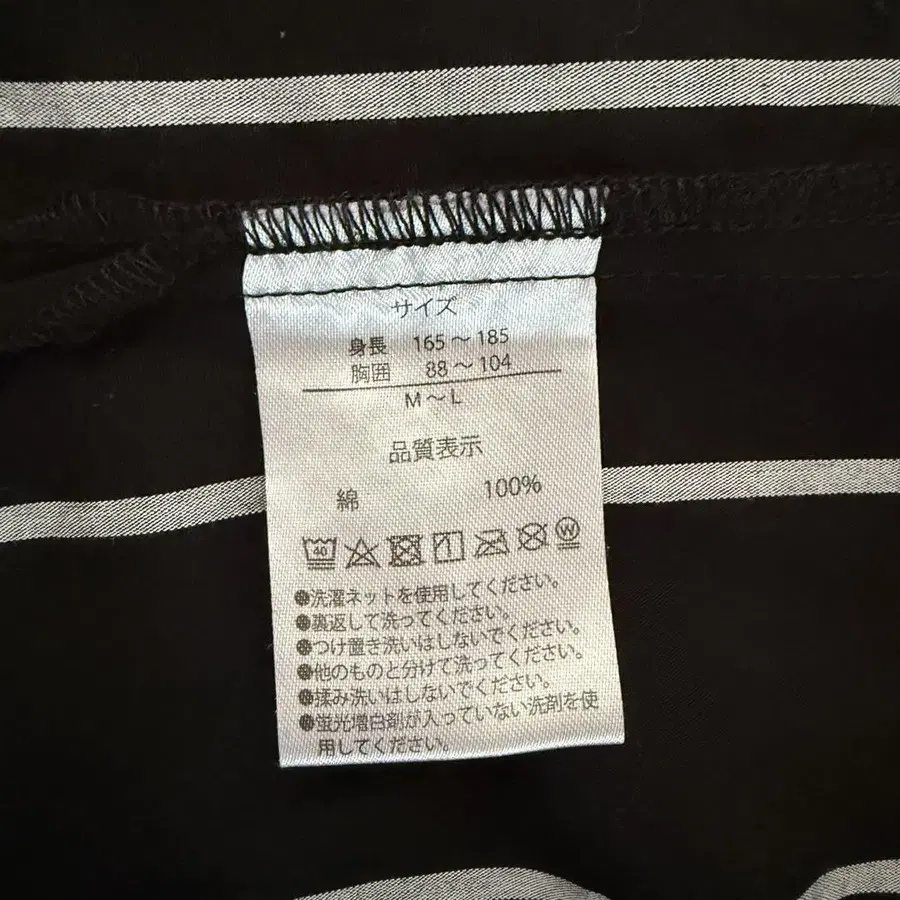 サイズ
身長 165～185
胸囲 88～104
M～L
品質表示
綿 100%
40 W
●洗濯ネットを使用してください。
●裏返して洗ってください。
●つけ置き洗いはしないでください。
●他のものと分けて洗ってください。
●揉み洗いはしないでください。
●蛍光増白剤が入っていない洗剤を使
用してください。